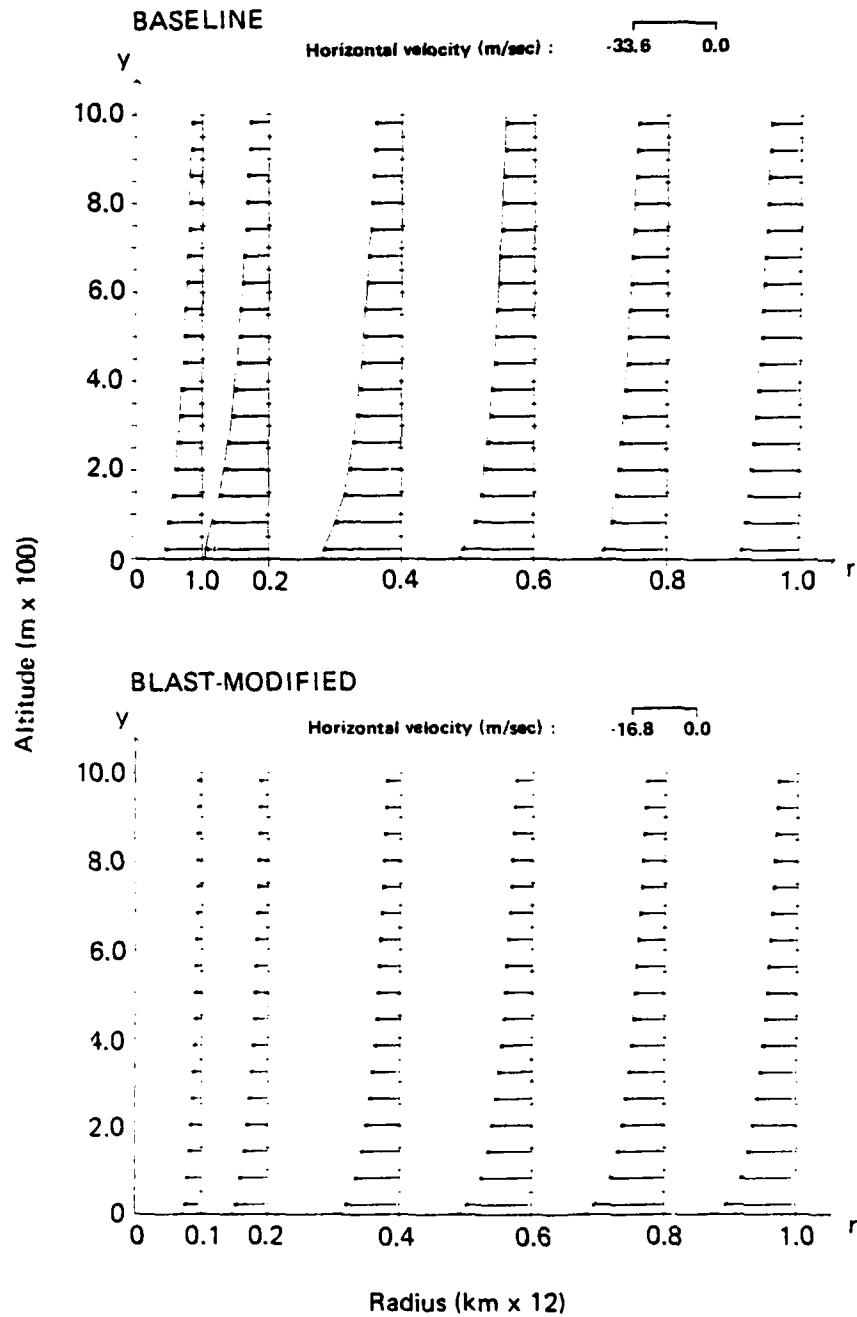 BASELINE
Horizontal velocity (m/sec) : -33.6 0.0
y
10.0
8.0
6.0
4.0
2.0
0
0 1.0 0.2 0.4 0.6 0.8 1.0 r
Altitude (m x 100)
BLAST-MODIFIED
Horizontal velocity (m/sec) : -16.8 0.0
y
10.0
8.0
6.0
4.0
2.0
0
0 0.1 0.2 0.4 0.6 0.8 1.0 r
Radius (km x 12)